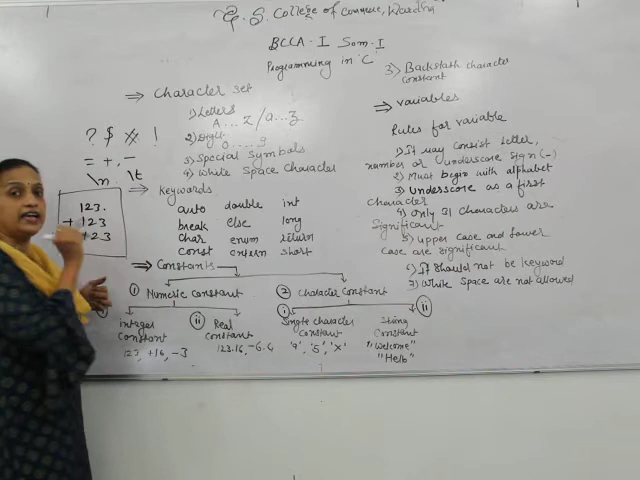 G. S. College of Commerce, Wardha
BCCA - I Sem - I
Programming in 'C'
⇒ Character set
1) Letters
A ... Z / a ... z
2) Digit
0 ... 9
3) Special Symbols
4) White Space Character
? $ * !
= + , -
\n \t
123.
+ 123
123
⇒ Keywords
auto double int
break else long
char enum return
const extern short
⇒ Constants
① Numeric Constant
② Character Constant
ⓘ Integer Constant
123, +16, -3
ⓘⓘ Real Constant
123.16, -6.6
ⓘ Single character Constant
'9', '5', 'x'
ⓘⓘ String Constant
"Welcome"
"Hello"
3) Backslash character
constant
⇒ variables
Rules for variable
1) It may consist letter,
number or underscore sign (_)
2) Must begin with alphabet
3) Underscore as a first
Character
4) Only 31 characters are
Significant
5) upper case and lower
case are significant
6) It should not be Keyword
7) White Space are not allowed